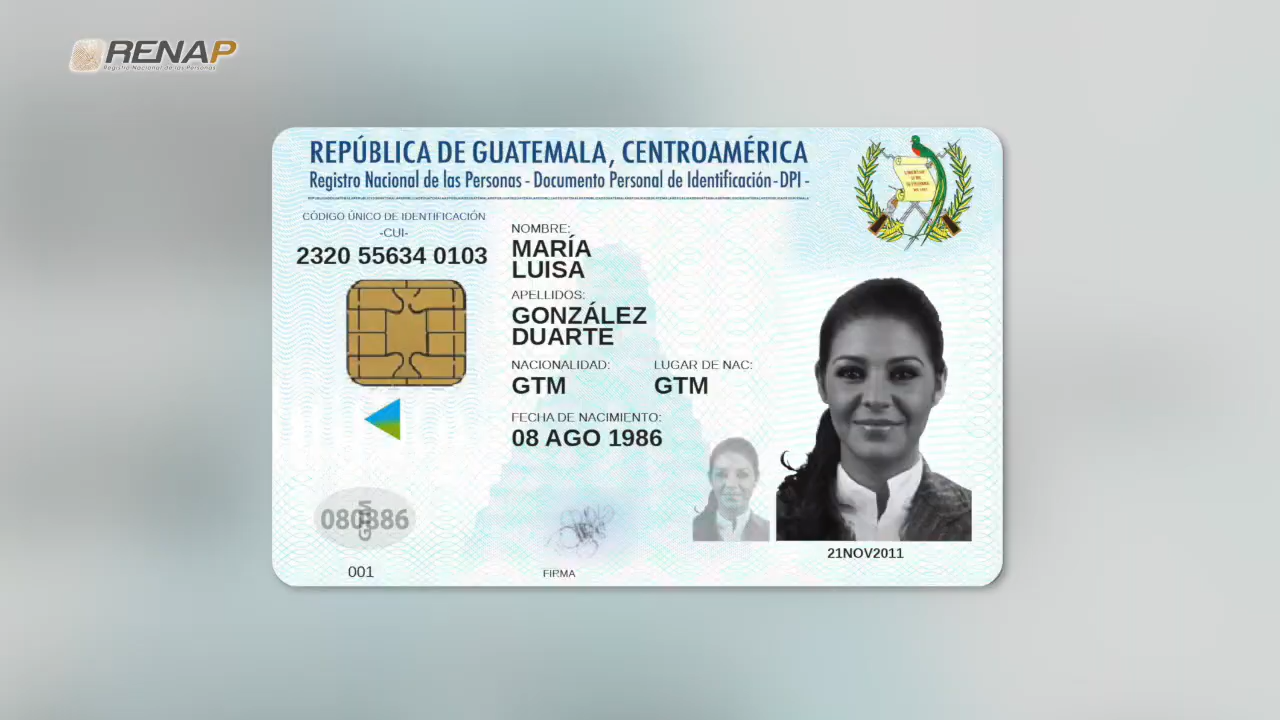 RENAP
Registro Nacional de las Personas
REPÚBLICA DE GUATEMALA, CENTROAMÉRICA
Registro Nacional de las Personas - Documento Personal de Identificación - DPI -
CÓDIGO ÚNICO DE IDENTIFICACIÓN
-CUI-
2320 55634 0103
NOMBRE:
MARÍA
LUISA
APELLIDOS:
GONZÁLEZ
DUARTE
NACIONALIDAD:
GTM
LUGAR DE NAC:
GTM
FECHA DE NACIMIENTO:
08 AGO 1986
080886
GTM
001
FIRMA
21NOV2011